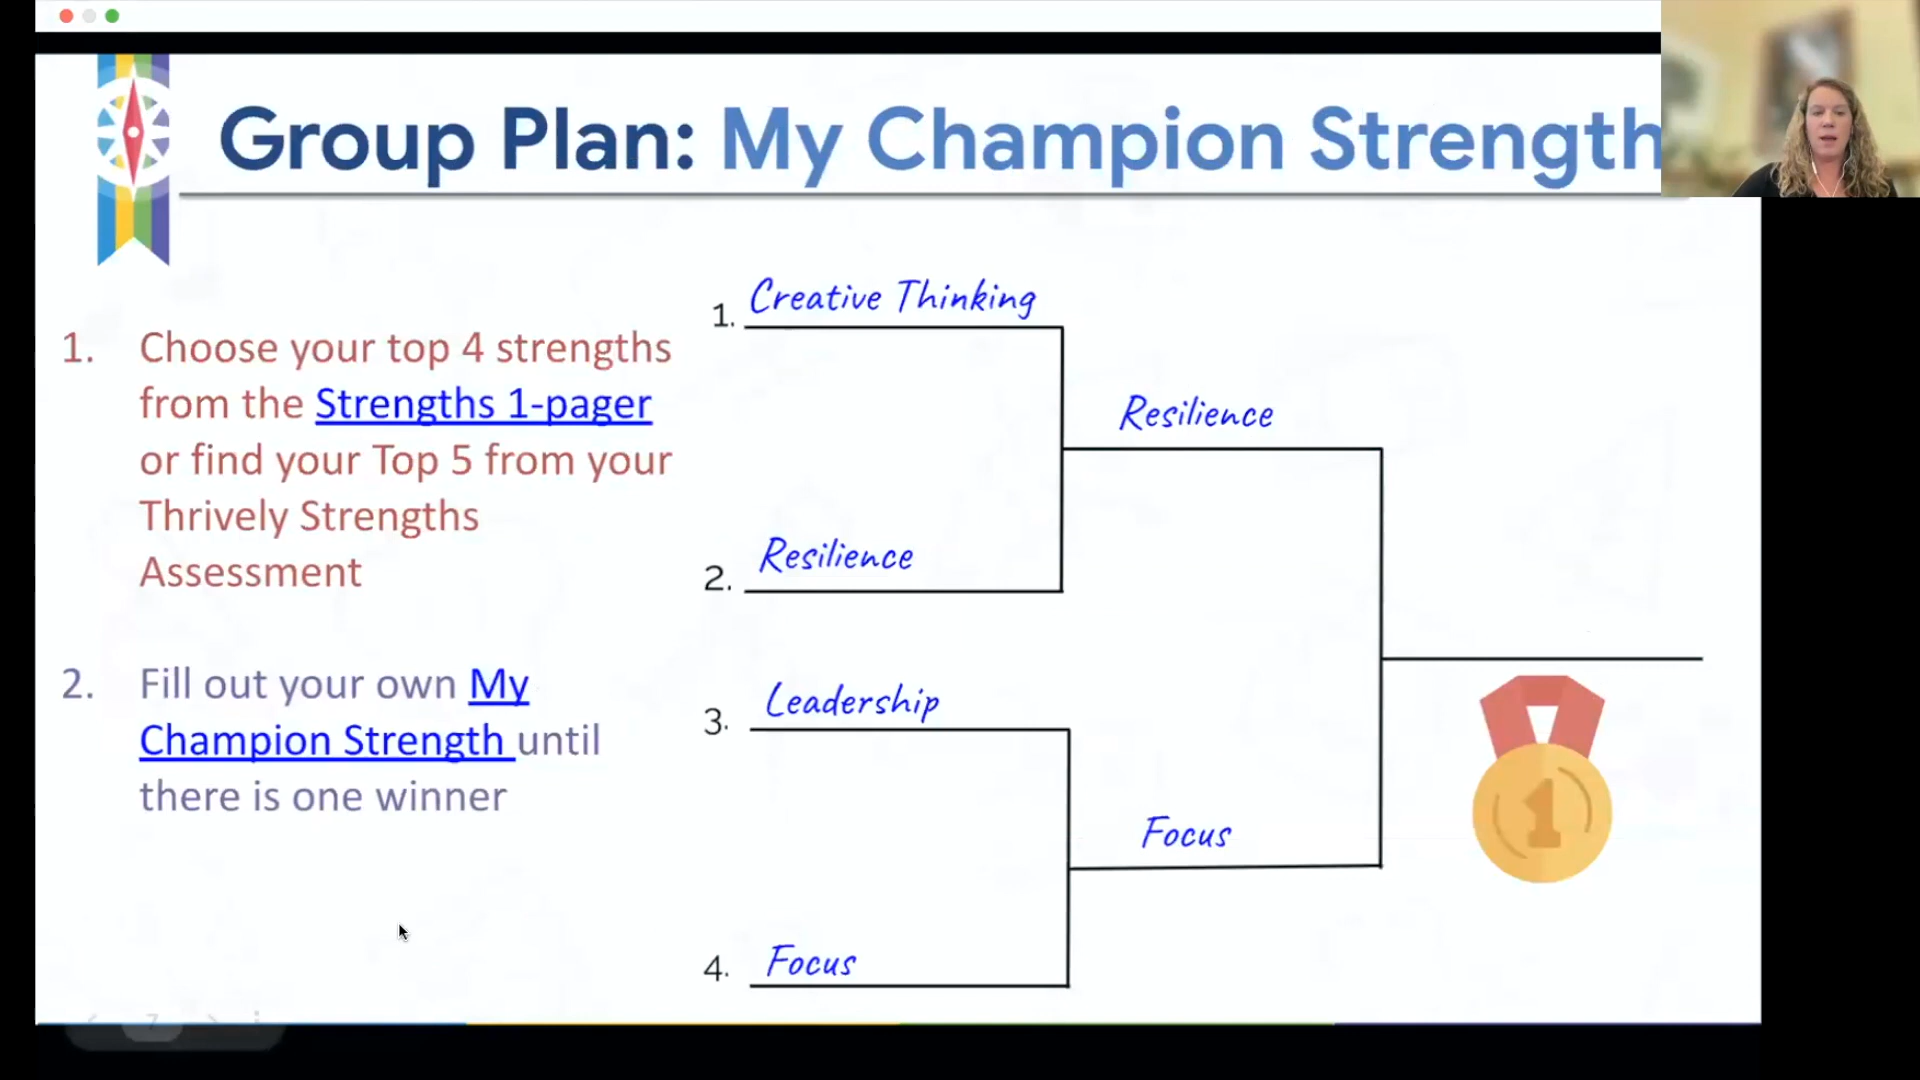 Group Plan: My Champion Strength
1. Choose your top 4 strengths
from the Strengths 1-pager
or find your Top 5 from your
Thrively Strengths
Assessment
2. Fill out your own My
Champion Strength until
there is one winner
1. Creative Thinking
Resilience
2. Resilience
3. Leadership
Focus
4. Focus
1
7